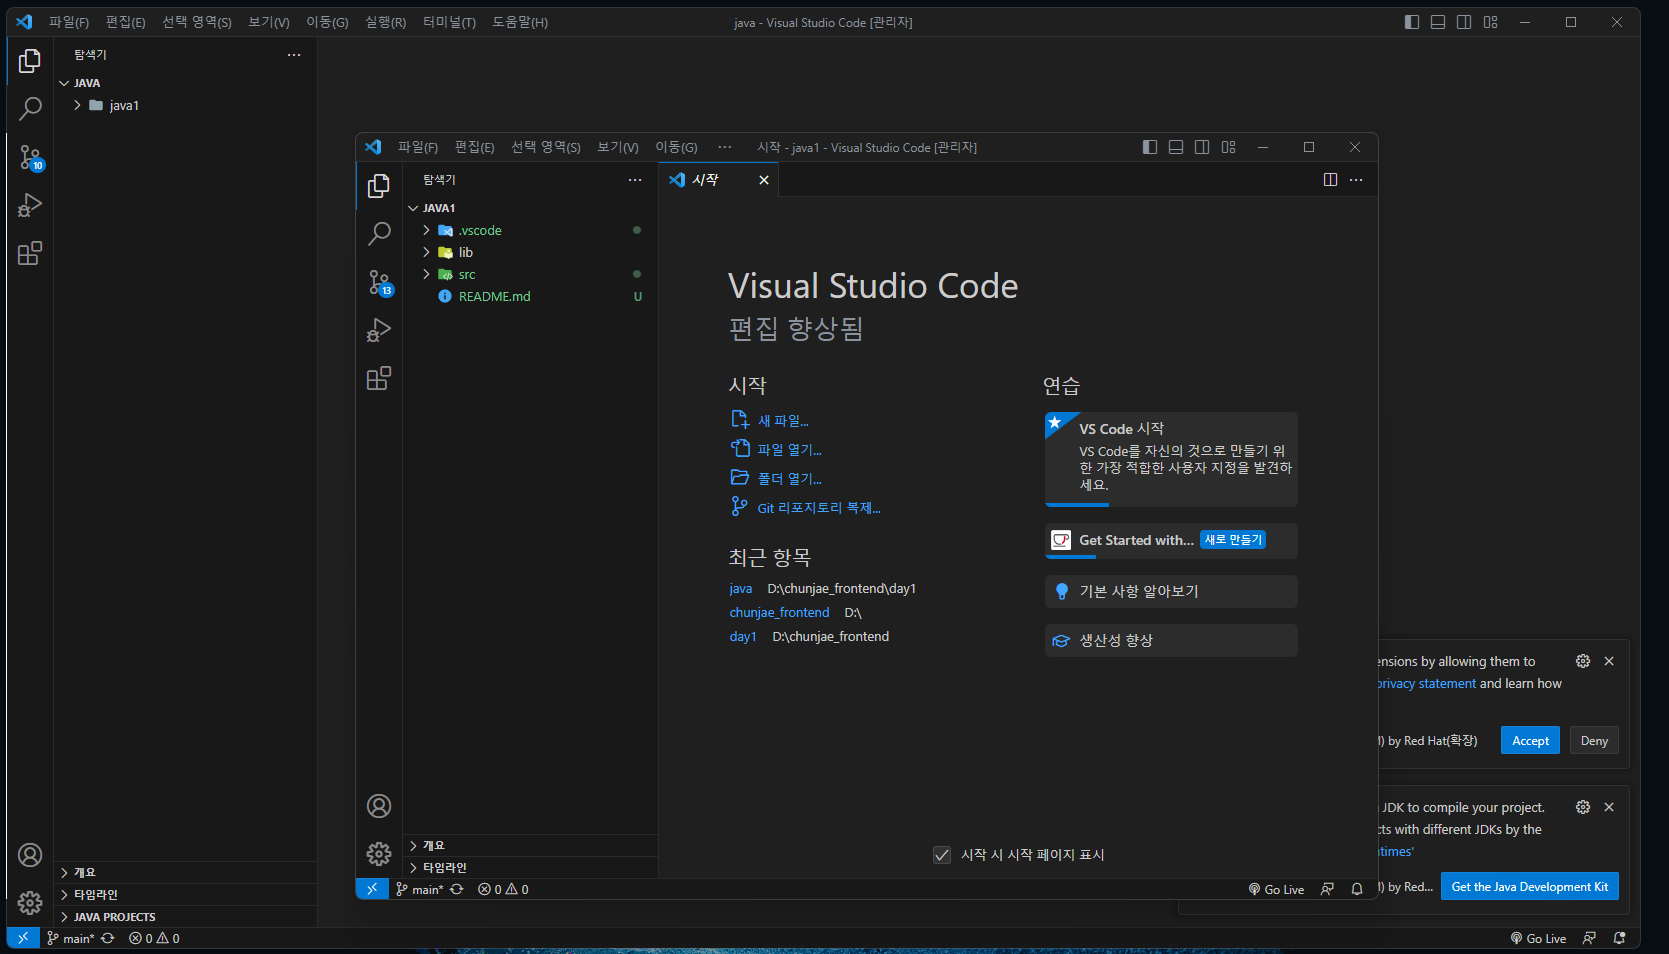 파일(F) 편집(E) 선택 영역(S) 보기(V) 이동(G) 실행(R) 터미널(T) 도움말(H)
java - Visual Studio Code [관리자]
탐색기
JAVA
java1
10
개요
타임라인
JAVA PROJECTS
main* 0 0
Go Live
파일(F) 편집(E) 선택 영역(S) 보기(V) 이동(G) ···
시작 - java1 - Visual Studio Code [관리자]
탐색기
JAVA1
.vscode
lib
src
README.md U
13
개요
타임라인
main* 0 0
Go Live
시작
Visual Studio Code
편집 향상됨
시작
새 파일...
파일 열기...
폴더 열기...
Git 리포지토리 복제...
최근 항목
java D:\chunjae_frontend\day1
chunjae_frontend D:\
day1 D:\chunjae_frontend
연습
VS Code 시작
VS Code를 자신의 것으로 만들기 위
한 가장 적합한 사용자 지정을 발견하
세요.
Get Started with... 새로 만들기
기본 사항 알아보기
생산성 향상
시작 시 시작 페이지 표시
ensions by allowing them to
privacy statement and learn how
) by Red Hat(확장)
Accept
Deny
JDK to compile your project.
cts with different JDKs by the
times'
) by Red...
Get the Java Development Kit